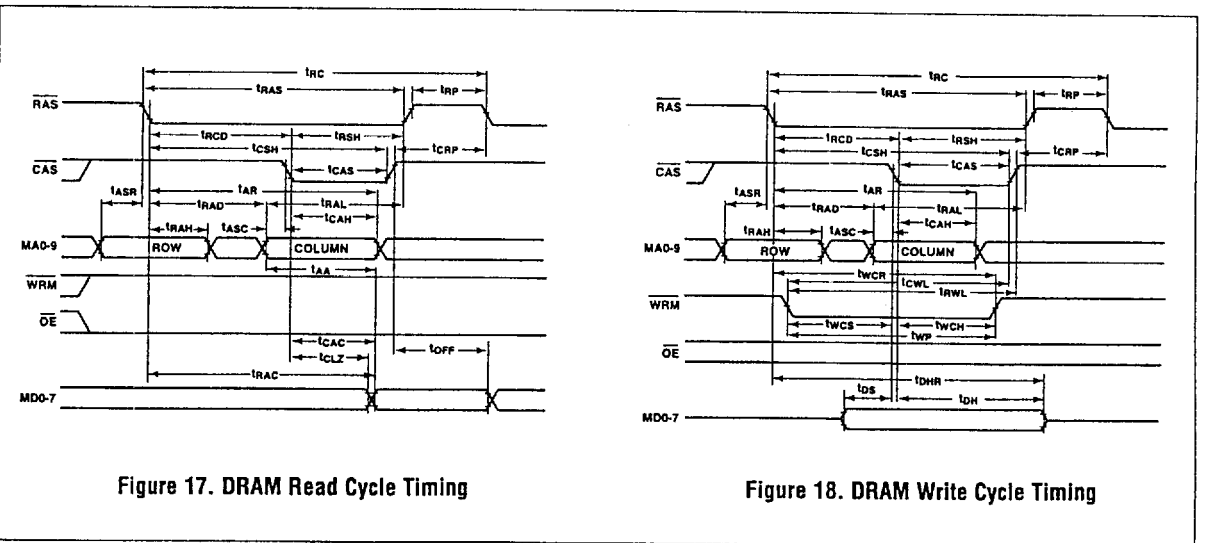 tRC
tRAS
tRP
RAS
tRCD
tRSH
tCSH
tCRP
CAS
tCAS
tAR
tASR
tRAD
tRAL
tCAH
tRAH
tASC
MA0-9
ROW
COLUMN
tAA
WRM
OE
tCAC
tOFF
tCLZ
tRAC
MD0-7
Figure 17. DRAM Read Cycle Timing
tRC
tRAS
tRP
RAS
tRCD
tRSH
tCSH
tCRP
CAS
tCAS
tAR
tASR
tRAD
tRAL
tCAH
tRAH
tASC
MA0-9
ROW
COLUMN
tWCR
tCWL
tRWL
WRM
tWCS
tWCH
tWP
OE
tDHR
tDS
tDH
MD0-7
Figure 18. DRAM Write Cycle Timing